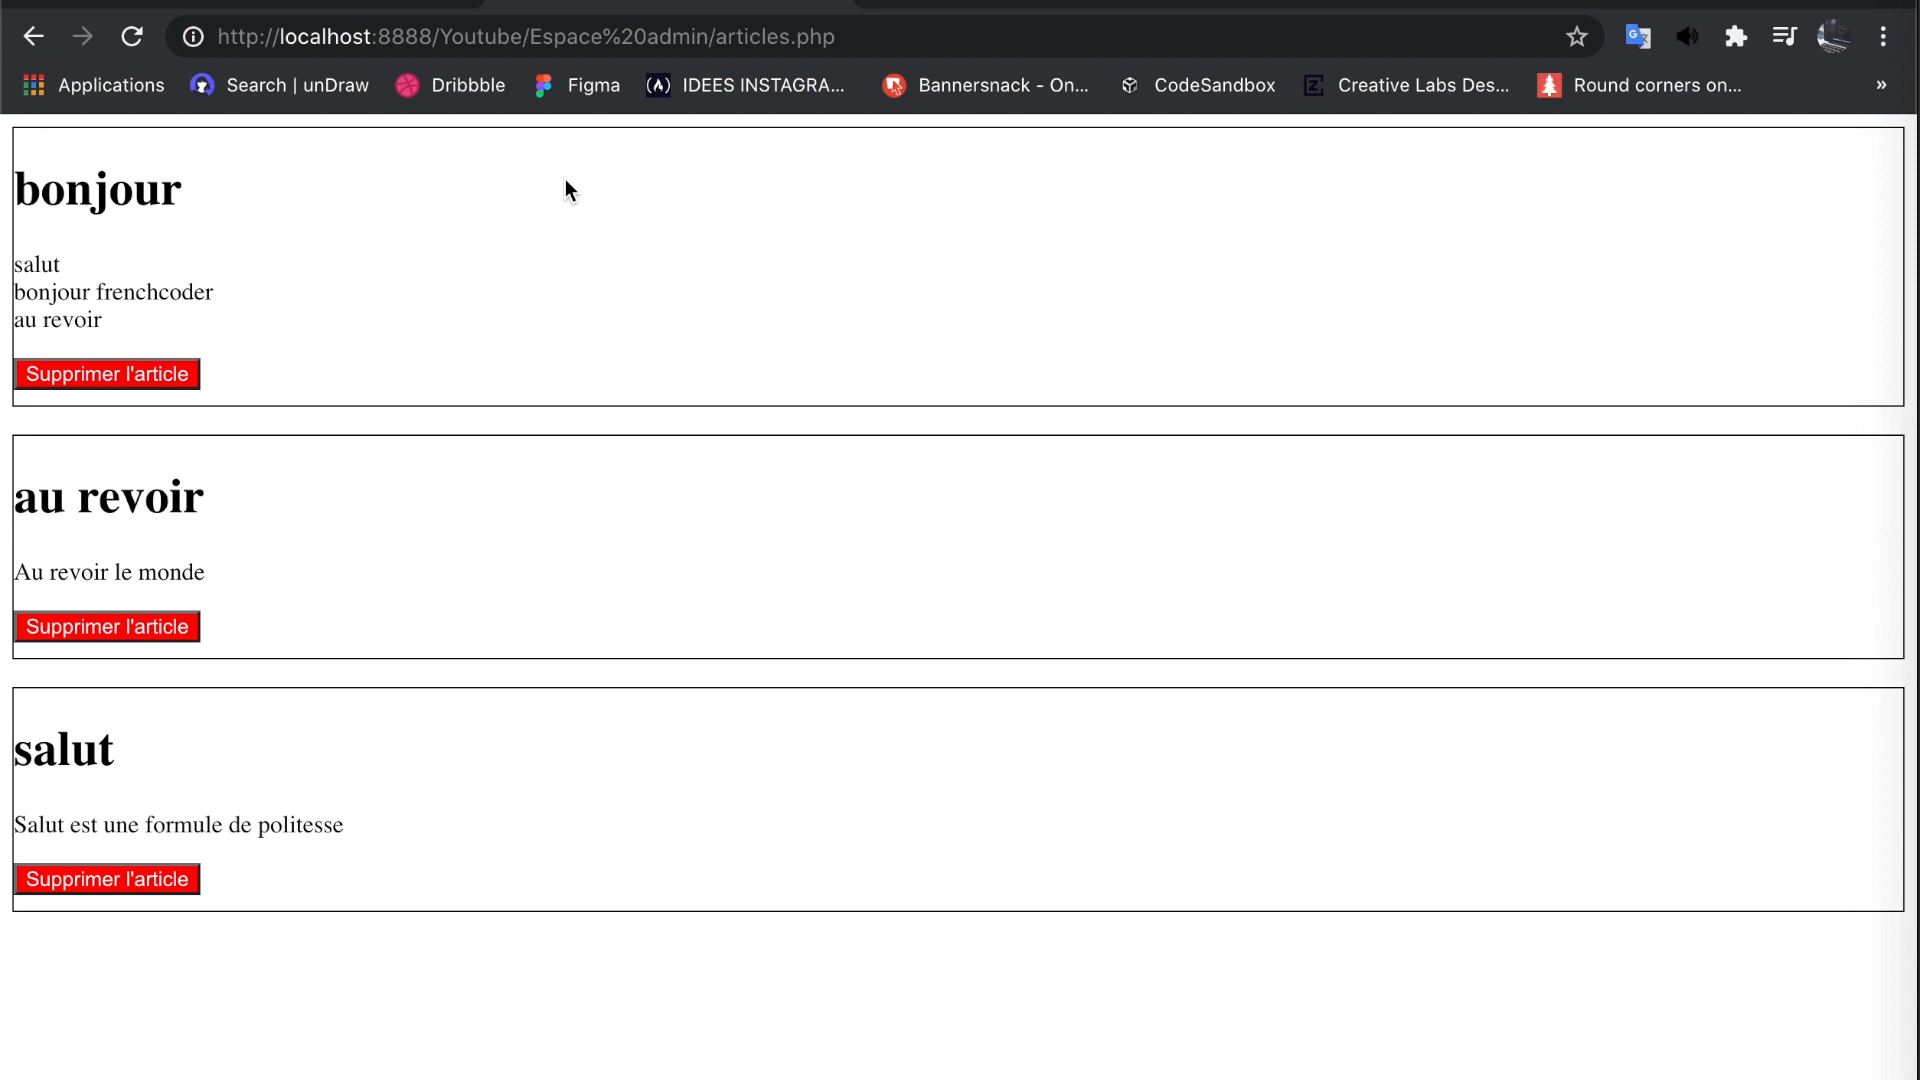 http://localhost:8888/Youtube/Espace%20admin/articles.php
Applications Search | unDraw Dribbble Figma IDEES INSTAGRA... Bannersnack - On... CodeSandbox Creative Labs Des... Round corners on... »
bonjour
salut
bonjour frenchcoder
au revoir
Supprimer l'article
au revoir
Au revoir le monde
Supprimer l'article
salut
Salut est une formule de politesse
Supprimer l'article